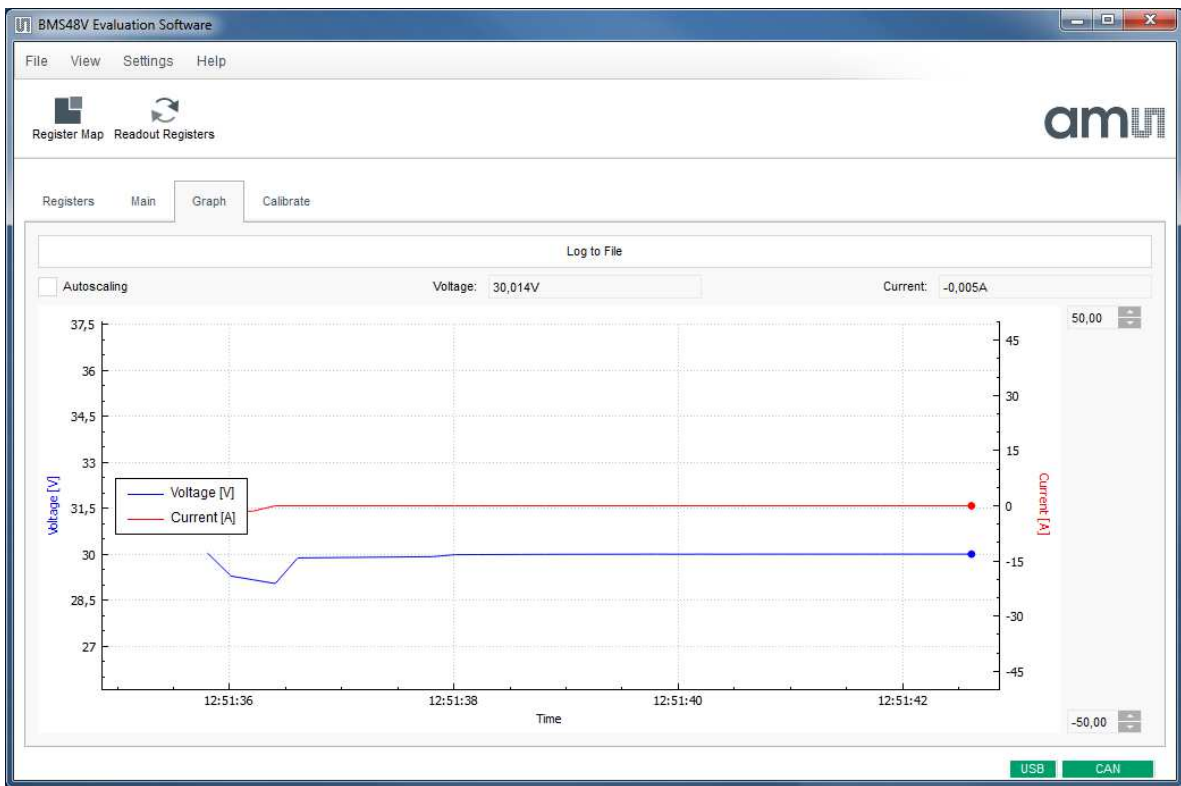 BMS48V Evaluation Software
File View Settings Help
Register Map Readout Registers
am
Registers Main Graph Calibrate
Log to File
Autoscaling Voltage: 30,014V Current: -0,005A
50,00
37,5
36
34,5
33
31,5
30
28,5
27
Voltage [V]
Voltage [V]
Current [A]
45
30
15
0
-15
-30
-45
Current [A]
12:51:36 12:51:38 12:51:40 12:51:42
Time
-50,00
USB CAN